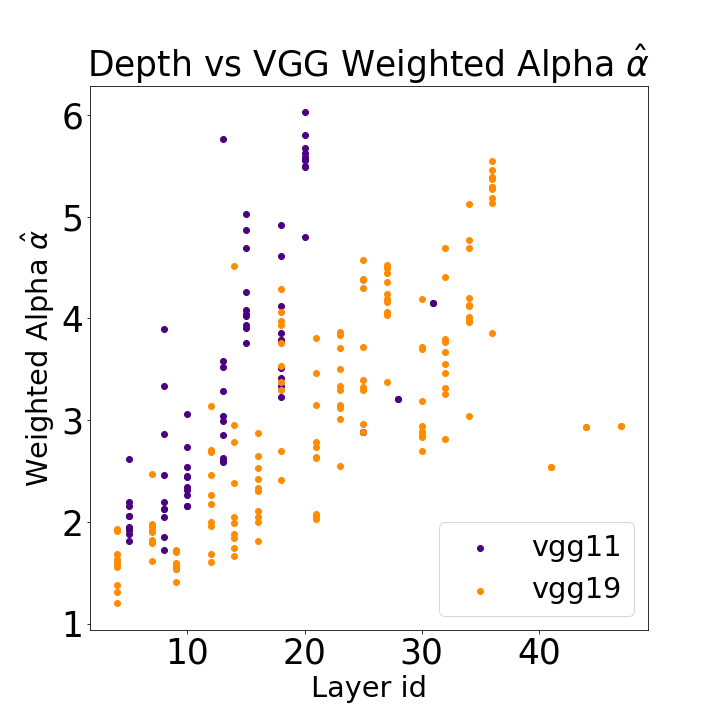 Depth vs VGG Weighted Alpha α̂
6
5
4
3
2
1
Weighted Alpha α̂
10 20 30 40
Layer id
vgg11
vgg19